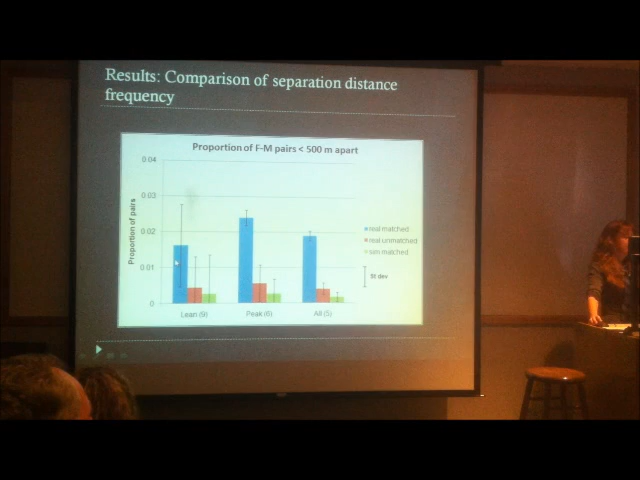 Results: Comparison of separation distance
frequency
Proportion of F-M pairs < 500 m apart
0.04
0.03
0.02
0.01
0
Proportion of pairs
real matched
real unmatched
sim matched
St dev
Lean (9)
Peak (6)
All (5)